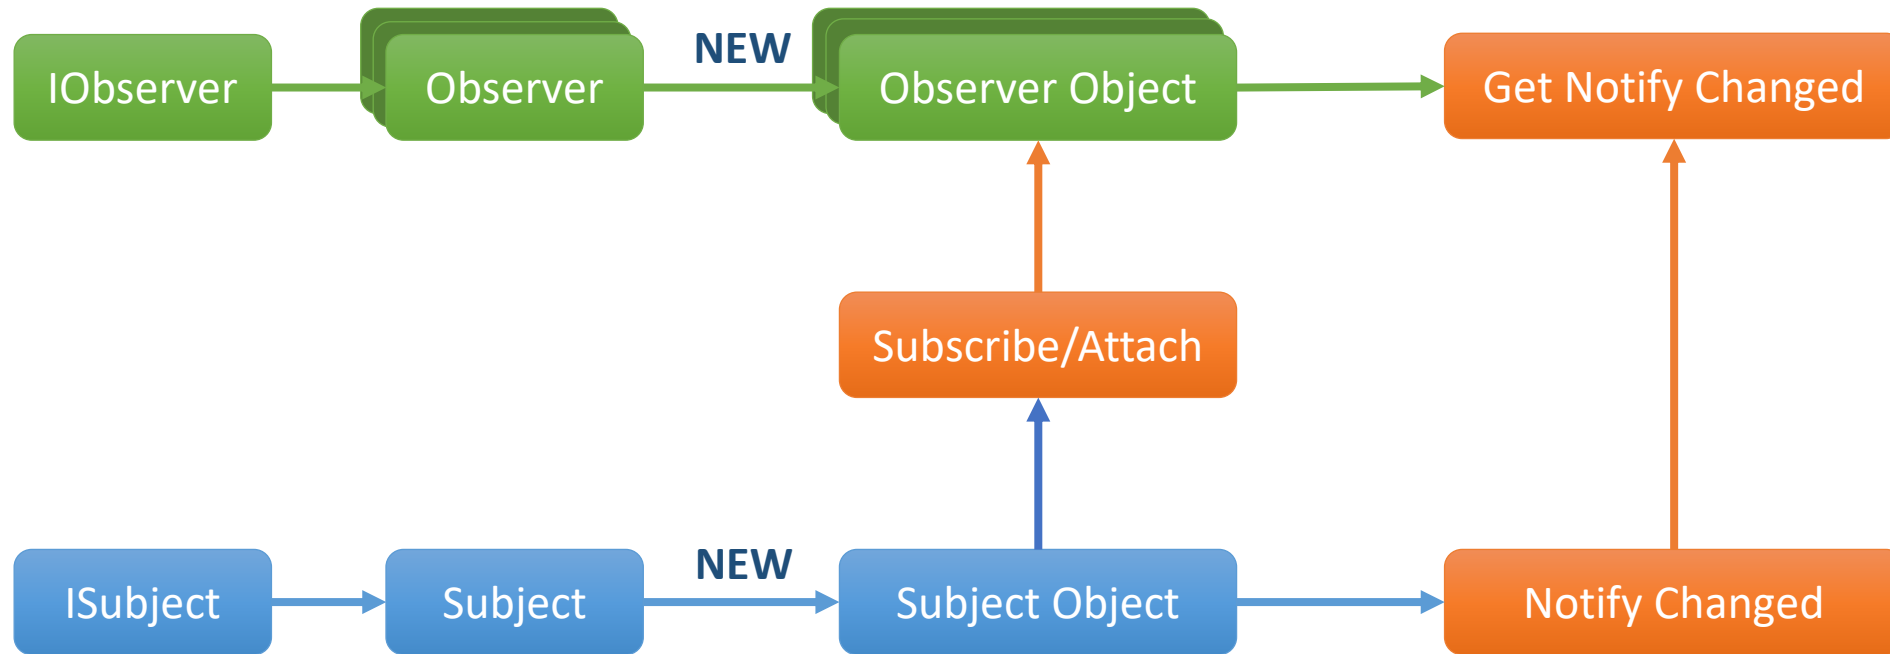 IObserver
Observer
NEW
Observer Object
Get Notify Changed
Subscribe/Attach
ISubject
Subject
NEW
Subject Object
Notify Changed